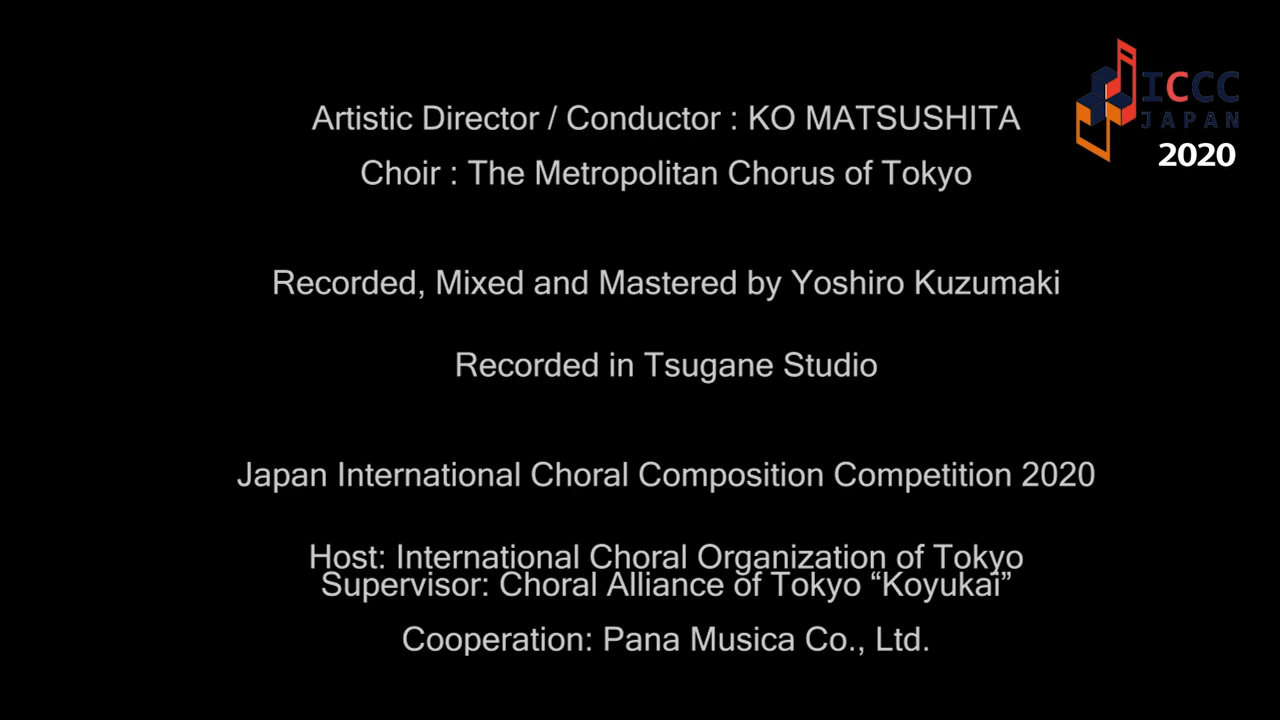 ICCC
JAPAN
2020
Artistic Director / Conductor : KO MATSUSHITA
Choir : The Metropolitan Chorus of Tokyo
Recorded, Mixed and Mastered by Yoshiro Kuzumaki
Recorded in Tsugane Studio
Japan International Choral Composition Competition 2020
Host: International Choral Organization of Tokyo
Supervisor: Choral Alliance of Tokyo “Koyukai”
Cooperation: Pana Musica Co., Ltd.